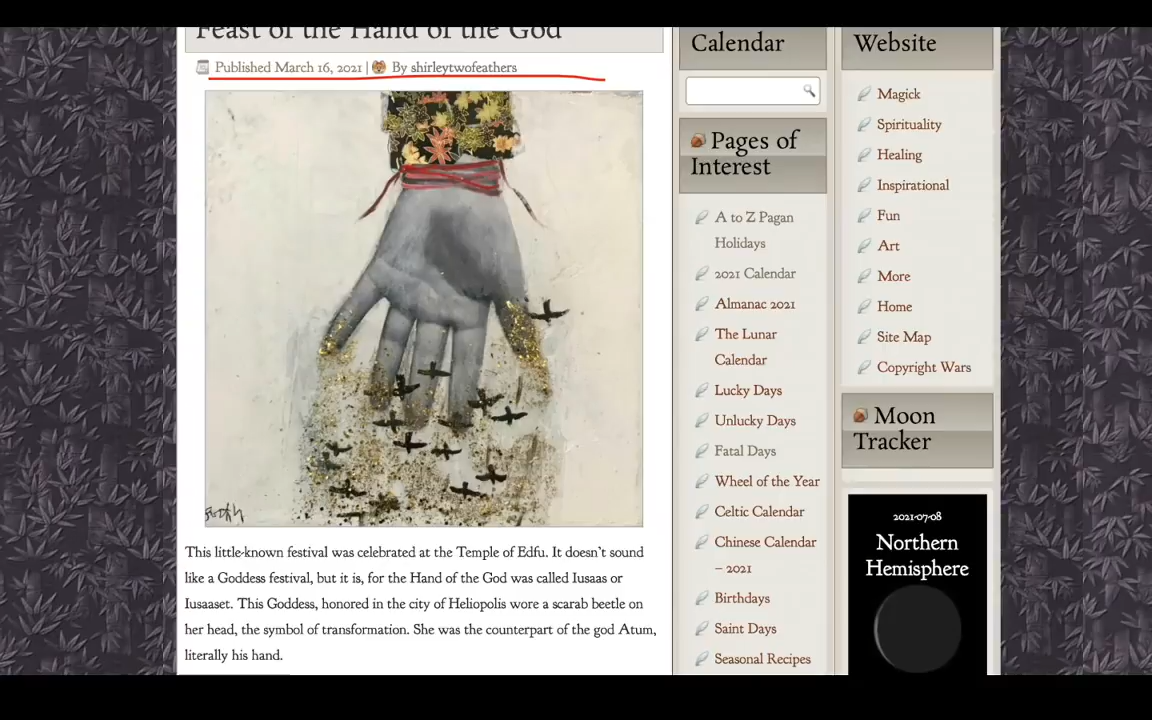 Feast of the Hand of the God
Published March 16, 2021 | By shirleytwofeathers
This little-known festival was celebrated at the Temple of Edfu. It doesn't sound
like a Goddess festival, but it is, for the Hand of the God was called Iusaas or
Iusaaset. This Goddess, honored in the city of Heliopolis wore a scarab beetle on
her head, the symbol of transformation. She was the counterpart of the god Atum,
literally his hand.
Calendar
Pages of
Interest
A to Z Pagan
Holidays
2021 Calendar
Almanac 2021
The Lunar
Calendar
Lucky Days
Unlucky Days
Fatal Days
Wheel of the Year
Celtic Calendar
Chinese Calendar
– 2021
Birthdays
Saint Days
Seasonal Recipes
Website
Magick
Spirituality
Healing
Inspirational
Fun
Art
More
Home
Site Map
Copyright Wars
Moon
Tracker
2021-07-08
Northern
Hemisphere